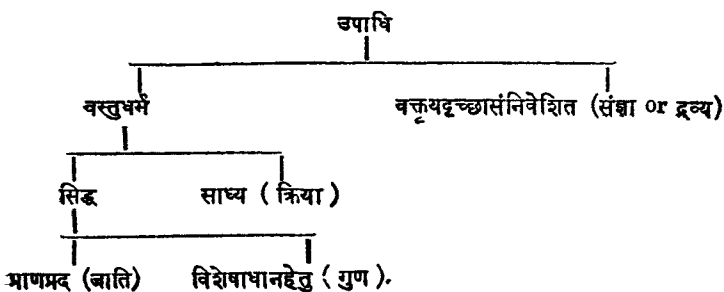 उपाधि
वस्तुधर्म वक्तृयदृच्छासंनिवेशित (संज्ञा or द्रव्य)
सिद्ध साध्य ( क्रिया )
प्राणप्रद (जाति) विशेषाधानहेतु ( गुण ).